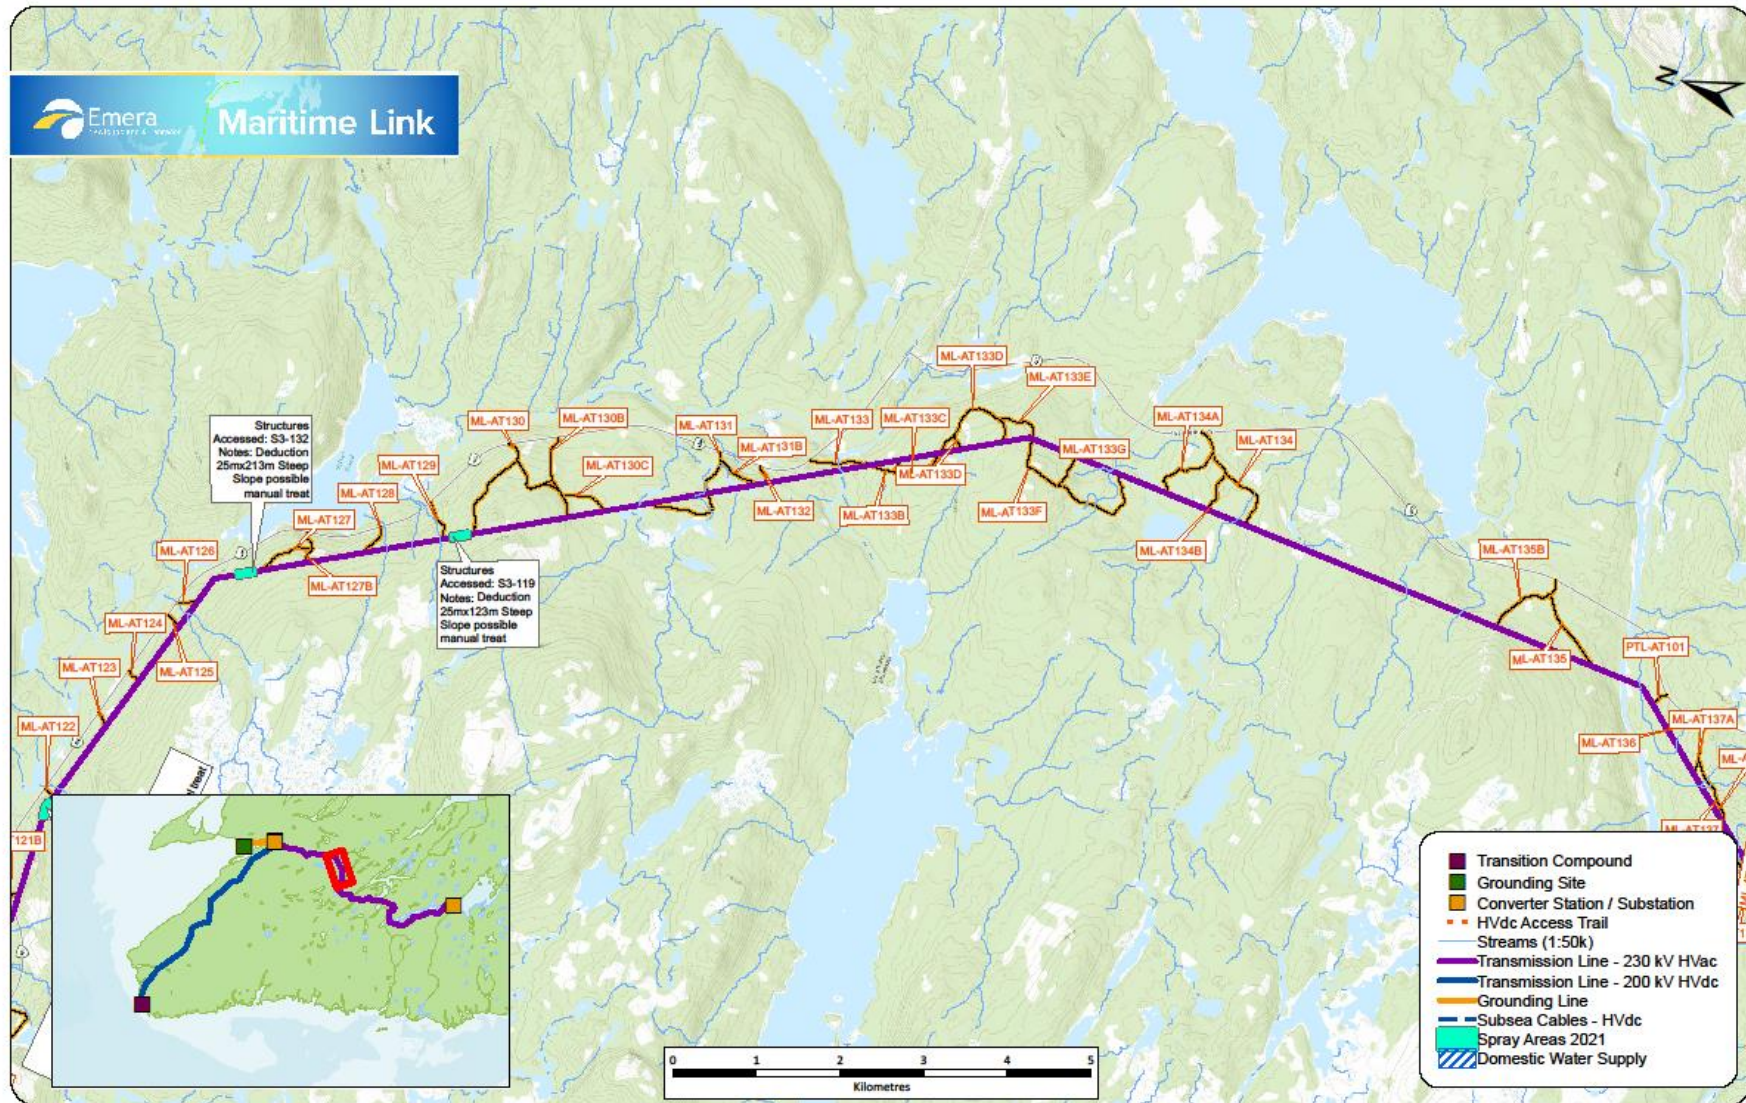 Emera
Maritime Link
N
ML-AT133D
ML-AT133E
ML-AT130
ML-AT130B
ML-AT131
ML-AT133
ML-AT133C
ML-AT134A
ML-AT134
Structures
Accessed: S3-132
Notes: Deduction
25mx213m Steep
Slope possible
manual treat
ML-AT131B
ML-AT133G
ML-AT129
ML-AT130C
ML-AT133D
ML-AT128
ML-AT132
ML-AT133B
ML-AT133F
ML-AT127
ML-AT126
ML-AT134B
ML-AT135B
ML-AT127B
Structures
Accessed: S3-119
Notes: Deduction
25mx123m Steep
Slope possible
manual treat
ML-AT124
ML-AT123
ML-AT125
ML-AT135
PTL-AT101
ML-AT122
ML-AT137A
ML-AT136
ML-A
treat
T121B
ML-AT137
Transition Compound
Grounding Site
Converter Station / Substation
HVdc Access Trail
Streams (1:50k)
Transmission Line - 230 kV HVac
Transmission Line - 200 kV HVdc
Grounding Line
Subsea Cables - HVdc
Spray Areas 2021
Domestic Water Supply
0 1 2 3 4 5
Kilometres